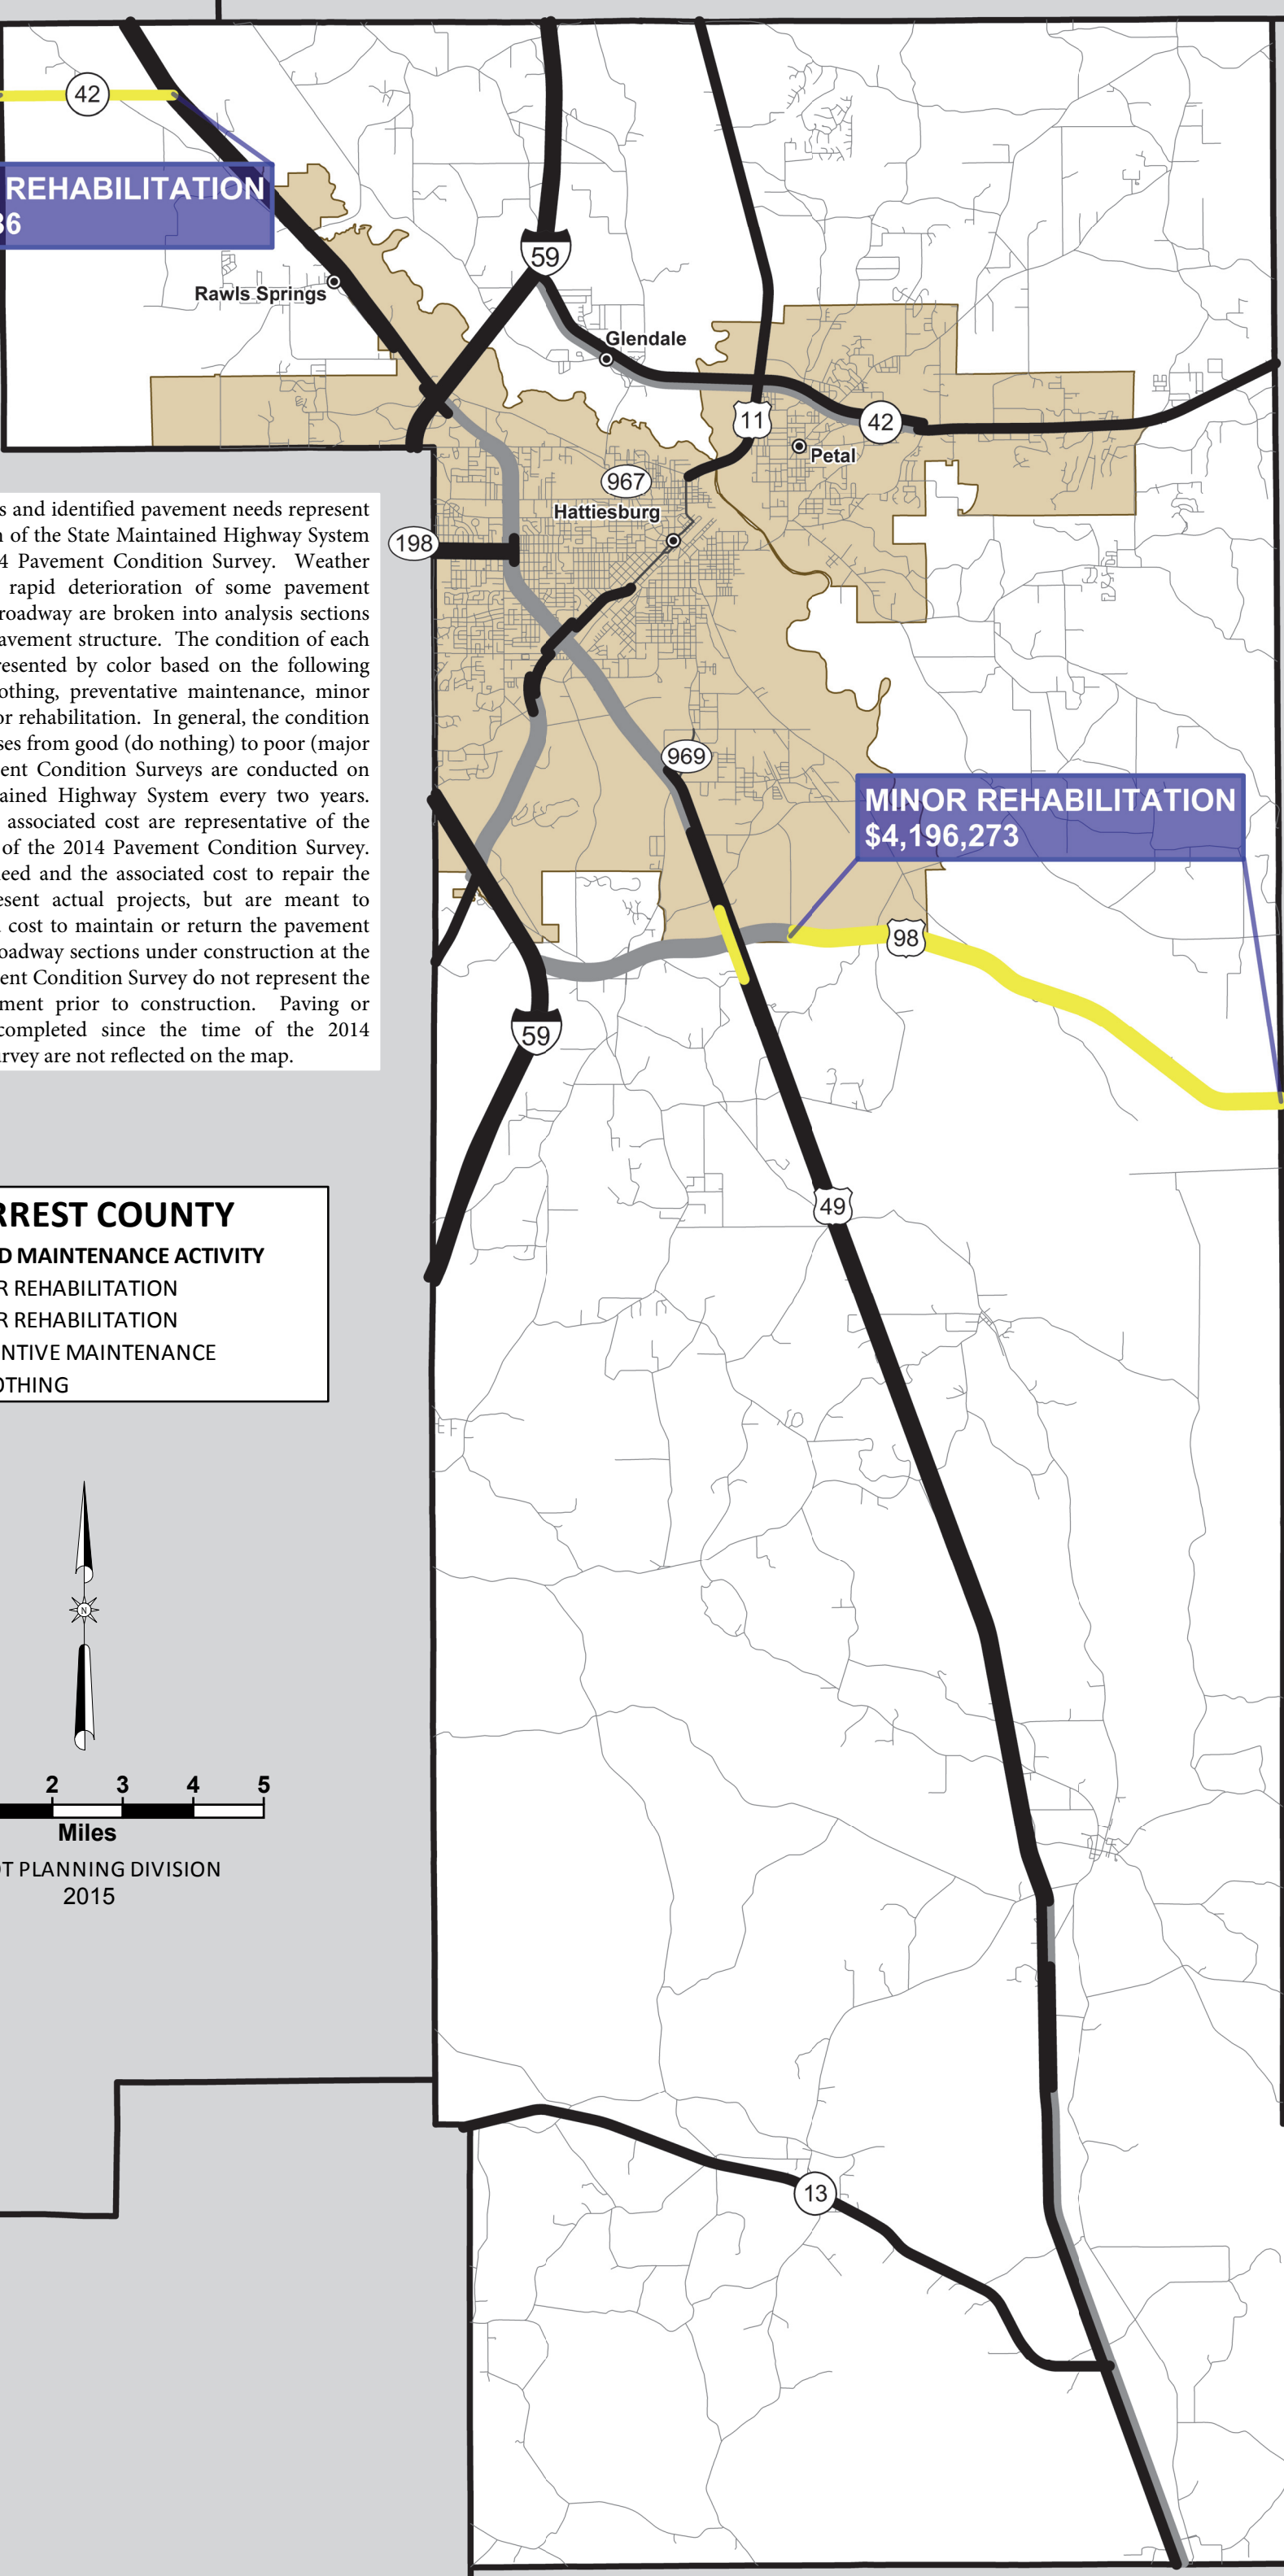 42
REHABILITATION
36
59
Rawls Springs
Glendale
11
42
Petal
967
Hattiesburg
198
s and identified pavement needs represent
n of the State Maintained Highway System
4 Pavement Condition Survey. Weather
rapid deterioration of some pavement
roadway are broken into analysis sections
avement structure. The condition of each
resented by color based on the following
othing, preventative maintenance, minor
or rehabilitation. In general, the condition
ses from good (do nothing) to poor (major
ent Condition Surveys are conducted on
tained Highway System every two years.
associated cost are representative of the
of the 2014 Pavement Condition Survey.
need and the associated cost to repair the
esent actual projects, but are meant to
cost to maintain or return the pavement
oadway sections under construction at the
ent Condition Survey do not represent the
ment prior to construction. Paving or
completed since the time of the 2014
urvey are not reflected on the map.
969
MINOR REHABILITATION
$4,196,273
98
59
49
RREST COUNTY
D MAINTENANCE ACTIVITY
R REHABILITATION
R REHABILITATION
NTIVE MAINTENANCE
OTHING
N
2 3 4 5
Miles
OT PLANNING DIVISION
2015
13